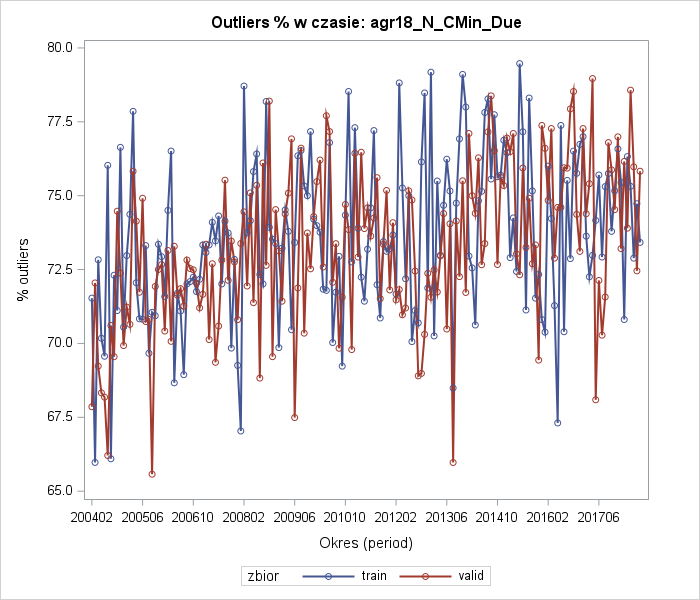 Outliers % w czasie: agr18_N_CMin_Due
80.0
77.5
75.0
72.5
70.0
67.5
65.0
% outliers
200402 200506 200610 200802 200906 201010 201202 201306 201410 201602 201706
Okres (period)
zbior train valid